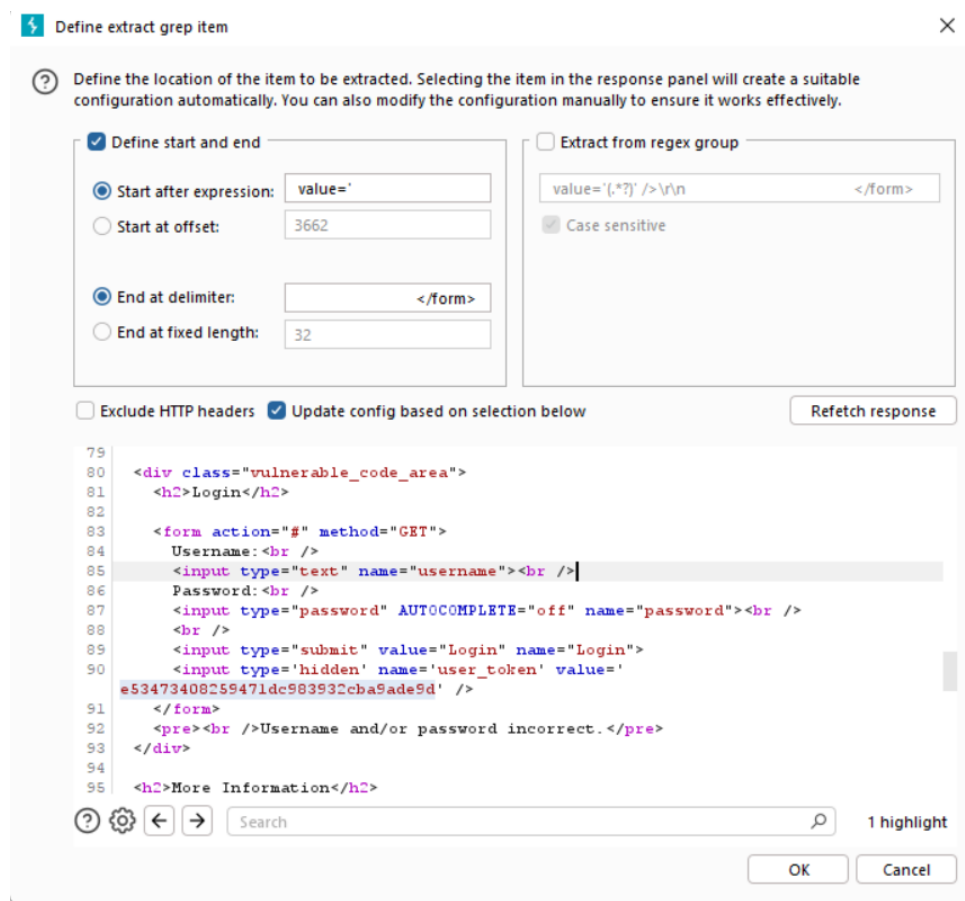 Define extract grep item
Define the location of the item to be extracted. Selecting the item in the response panel will create a suitable
configuration automatically. You can also modify the configuration manually to ensure it works effectively.
Define start and end
Start after expression: value='
Start at offset: 3662
End at delimiter: </form>
End at fixed length: 32
Extract from regex group
value='(.*?)' />\r\n </form>
Case sensitive
Exclude HTTP headers Update config based on selection below Refetch response
79
80 <div class="vulnerable_code_area">
81 <h2>Login</h2>
82
83 <form action="#" method="GET">
84 Username:<br />
85 <input type="text" name="username"><br />
86 Password:<br />
87 <input type="password" AUTOCOMPLETE="off" name="password"><br />
88 <br />
89 <input type="submit" value="Login" name="Login">
90 <input type='hidden' name='user_token' value='
e53473408259471dc983932cba9ade9d' />
91 </form>
92 <pre><br />Username and/or password incorrect.</pre>
93 </div>
94
95 <h2>More Information</h2>
Search 1 highlight
OK Cancel